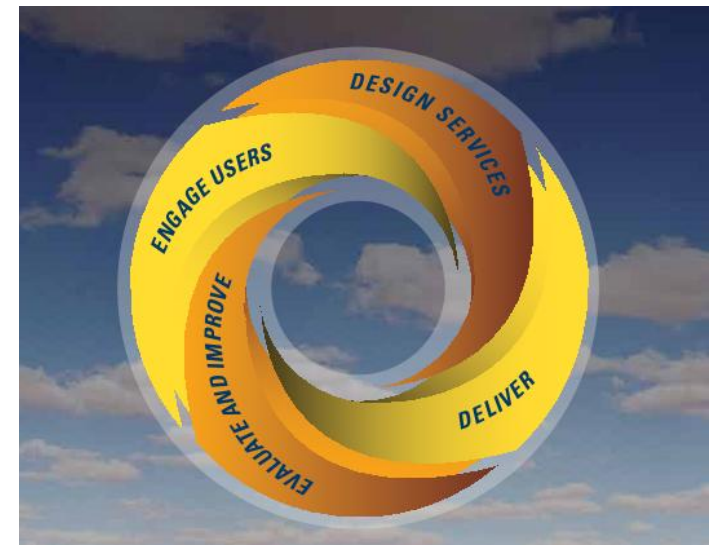 DESIGN SERVICES
ENGAGE USERS
DELIVER
EVALUATE AND IMPROVE